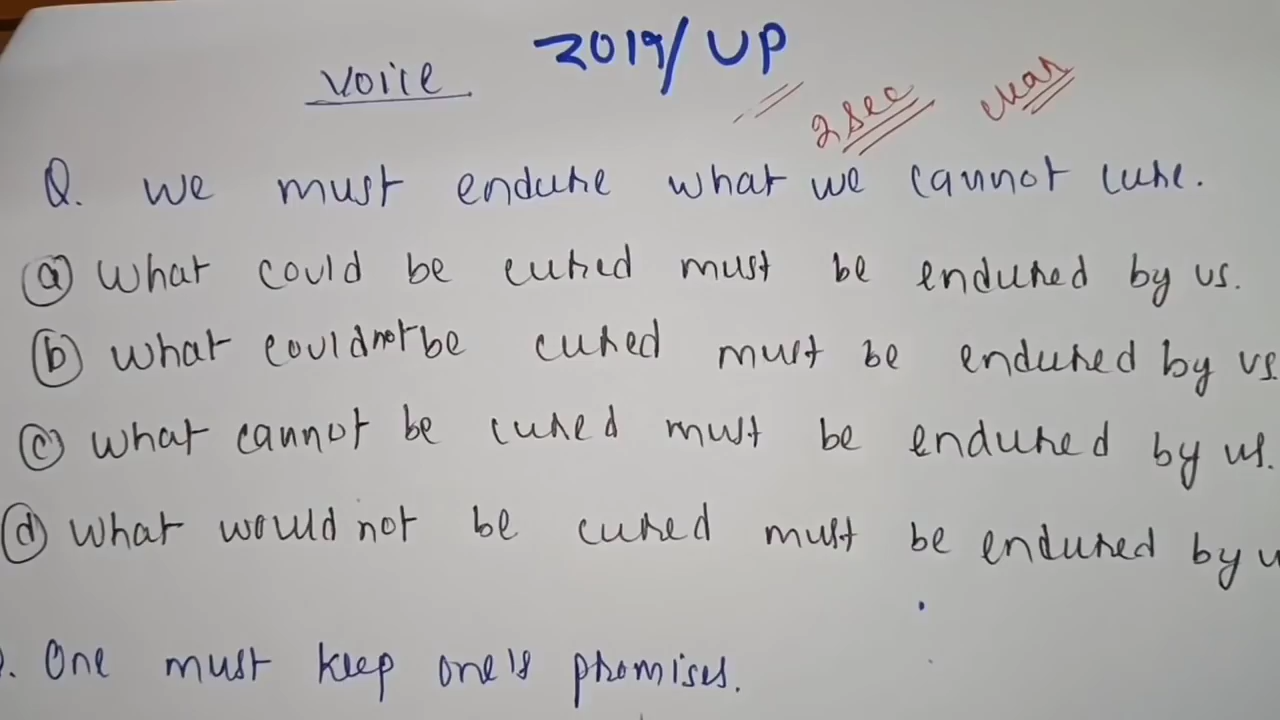 Voice 2019/ UP
2 sec
Q. We must endure what we cannot cure.
(a) What could be cured must be endured by us.
(b) What could not be cured must be endured by us.
(c) What cannot be cured must be endured by us.
(d) What would not be cured must be endured by u
. One must keep one's promises.